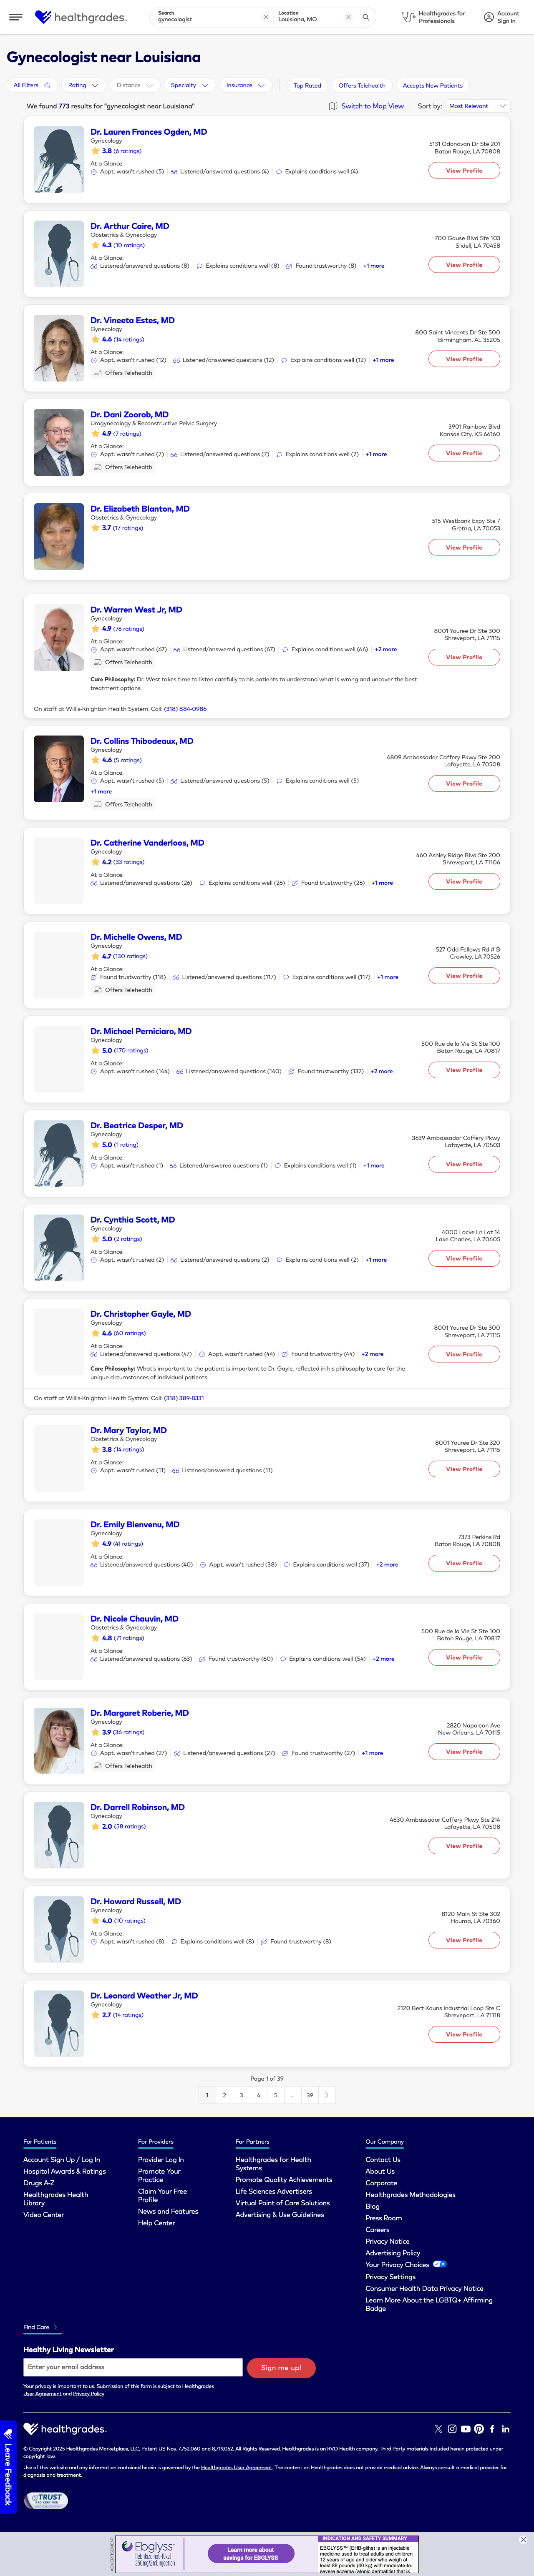 healthgrades.
Search
gynecologist
Location
Louisiana, MO
Healthgrades for
Professionals
Account
Sign In
Gynecologist near Louisiana
All Filters
Rating
Distance
Specialty
Insurance
Top Rated
Offers Telehealth
Accepts New Patients
We found 773 results for "gynecologist near Louisiana"
Switch to Map View
Sort by: Most Relevant
Dr. Lauren Frances Ogden, MD
Gynecology
3.8 (6 ratings)
At a Glance:
Appt. wasn't rushed (5) Listened/answered questions (4) Explains conditions well (4)
5131 Odonovan Dr Ste 201
Baton Rouge, LA 70808
View Profile
Dr. Arthur Caire, MD
Obstetrics & Gynecology
4.3 (10 ratings)
At a Glance:
Listened/answered questions (8) Explains conditions well (8) Found trustworthy (8) +1 more
700 Gause Blvd Ste 103
Slidell, LA 70458
View Profile
Dr. Vineeta Estes, MD
Gynecology
4.6 (14 ratings)
At a Glance:
Appt. wasn't rushed (12) Listened/answered questions (12) Explains conditions well (12) +1 more
Offers Telehealth
800 Saint Vincents Dr Ste 500
Birmingham, AL 35205
View Profile
Dr. Dani Zoorob, MD
Urogynecology & Reconstructive Pelvic Surgery
4.9 (7 ratings)
At a Glance:
Appt. wasn't rushed (7) Listened/answered questions (7) Explains conditions well (7) +1 more
Offers Telehealth
3901 Rainbow Blvd
Kansas City, KS 66160
View Profile
Dr. Elizabeth Blanton, MD
Obstetrics & Gynecology
3.7 (17 ratings)
515 Westbank Expy Ste 7
Gretna, LA 70053
View Profile
Dr. Warren West Jr, MD
Gynecology
4.9 (76 ratings)
At a Glance:
Appt. wasn't rushed (67) Listened/answered questions (67) Explains conditions well (66) +2 more
Offers Telehealth
Care Philosophy: Dr. West takes time to listen carefully to his patients to understand what is wrong and uncover the best
treatment options.
8001 Youree Dr Ste 300
Shreveport, LA 71115
View Profile
On staff at Willis-Knighton Health System. Call: (318) 884-0986
Dr. Collins Thibodeaux, MD
Gynecology
4.6 (5 ratings)
At a Glance:
Appt. wasn't rushed (5) Listened/answered questions (5) Explains conditions well (5)
+1 more
Offers Telehealth
4809 Ambassador Caffery Pkwy Ste 200
Lafayette, LA 70508
View Profile
Dr. Catherine Vanderloos, MD
Gynecology
4.2 (33 ratings)
At a Glance:
Listened/answered questions (26) Explains conditions well (26) Found trustworthy (26) +1 more
460 Ashley Ridge Blvd Ste 200
Shreveport, LA 71106
View Profile
Dr. Michelle Owens, MD
Gynecology
4.7 (130 ratings)
At a Glance:
Found trustworthy (118) Listened/answered questions (117) Explains conditions well (117) +1 more
Offers Telehealth
527 Odd Fellows Rd # B
Crowley, LA 70526
View Profile
Dr. Michael Perniciaro, MD
Gynecology
5.0 (170 ratings)
At a Glance:
Appt. wasn't rushed (144) Listened/answered questions (140) Found trustworthy (132) +2 more
500 Rue de la Vie St Ste 100
Baton Rouge, LA 70817
View Profile
Dr. Beatrice Desper, MD
Gynecology
5.0 (1 rating)
At a Glance:
Appt. wasn't rushed (1) Listened/answered questions (1) Explains conditions well (1) +1 more
3639 Ambassador Caffery Pkwy
Lafayette, LA 70503
View Profile
Dr. Cynthia Scott, MD
Gynecology
5.0 (2 ratings)
At a Glance:
Appt. wasn't rushed (2) Listened/answered questions (2) Explains conditions well (2) +1 more
4000 Locke Ln Lot 14
Lake Charles, LA 70605
View Profile
Dr. Christopher Gayle, MD
Gynecology
4.6 (60 ratings)
At a Glance:
Listened/answered questions (47) Appt. wasn't rushed (44) Found trustworthy (44) +2 more
Care Philosophy: What's important to the patient is important to Dr. Gayle, reflected in his philosophy to care for the
unique circumstances of individual patients.
8001 Youree Dr Ste 300
Shreveport, LA 71115
View Profile
On staff at Willis-Knighton Health System. Call: (318) 389-8331
Dr. Mary Taylor, MD
Obstetrics & Gynecology
3.8 (14 ratings)
At a Glance:
Appt. wasn't rushed (11) Listened/answered questions (11)
8001 Youree Dr Ste 320
Shreveport, LA 71115
View Profile
Dr. Emily Bienvenu, MD
Gynecology
4.9 (41 ratings)
At a Glance:
Listened/answered questions (40) Appt. wasn't rushed (38) Explains conditions well (37) +2 more
7373 Perkins Rd
Baton Rouge, LA 70808
View Profile
Dr. Nicole Chauvin, MD
Obstetrics & Gynecology
4.8 (71 ratings)
At a Glance:
Listened/answered questions (63) Found trustworthy (60) Explains conditions well (54) +2 more
500 Rue de la Vie St Ste 100
Baton Rouge, LA 70817
View Profile
Dr. Margaret Roberie, MD
Gynecology
3.9 (36 ratings)
At a Glance:
Appt. wasn't rushed (27) Listened/answered questions (27) Found trustworthy (27) +1 more
Offers Telehealth
2820 Napoleon Ave
New Orleans, LA 70115
View Profile
Dr. Darrell Robinson, MD
Gynecology
2.0 (58 ratings)
4630 Ambassador Caffery Pkwy Ste 214
Lafayette, LA 70508
View Profile
Dr. Howard Russell, MD
Gynecology
4.0 (10 ratings)
At a Glance:
Appt. wasn't rushed (8) Explains conditions well (8) Found trustworthy (8)
8120 Main St Ste 302
Houma, LA 70360
View Profile
Dr. Leonard Weather Jr, MD
Gynecology
2.7 (14 ratings)
2120 Bert Kouns Industrial Loop Ste C
Shreveport, LA 71118
View Profile
Page 1 of 39
1 2 3 4 5 ... 39
For Patients
Account Sign Up / Log In
Hospital Awards & Ratings
Drugs A-Z
Healthgrades Health
Library
Video Center
For Providers
Provider Log In
Promote Your
Practice
Claim Your Free
Profile
News and Features
Help Center
For Partners
Healthgrades for Health
Systems
Promote Quality Achievements
Life Sciences Advertisers
Virtual Point of Care Solutions
Advertising & Use Guidelines
Our Company
Contact Us
About Us
Corporate
Healthgrades Methodologies
Blog
Press Room
Careers
Privacy Notice
Advertising Policy
Your Privacy Choices
Privacy Settings
Consumer Health Data Privacy Notice
Learn More About the LGBTQ+ Affirming
Badge
Find Care
Healthy Living Newsletter
Enter your email address
Sign me up!
Your privacy is important to us. Submission of this form is subject to Healthgrades
User Agreement and Privacy Policy
healthgrades.
© Copyright 2025 Healthgrades Marketplace, LLC, Patent US Nos. 7,752,060 and 8,719,052. All Rights Reserved. Healthgrades is an RVO Health company. Third Party materials included herein protected under
copyright law.
Use of this website and any information contained herein is governed by the Healthgrades User Agreement. The content on Healthgrades does not provide medical advice. Always consult a medical provider for
diagnosis and treatment.
TRUST
Leave Feedback
ADVERTISEMENT
Ebglyss
250mg/2mL injection
Learn more about
savings for EBGLYSS
INDICATION AND SAFETY SUMMARY
EBGLYSS™ (EHB-gliss) is an injectable
medicine used to treat adults and children
12 years of age and older who weigh at
least 88 pounds (40 kg) with moderate-to-